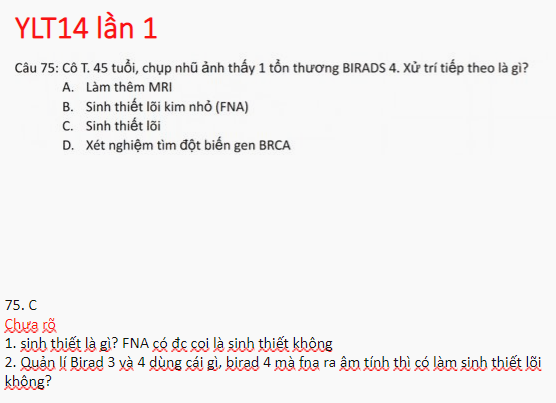 YLT14 lần 1
Câu 75: Cô T. 45 tuổi, chụp nhũ ảnh thấy 1 tổn thương BIRADS 4. Xử trí tiếp theo là gì?
A. Làm thêm MRI
B. Sinh thiết lõi kim nhỏ (FNA)
C. Sinh thiết lõi
D. Xét nghiệm tìm đột biến gen BRCA
75. C
Chưa rõ
1. sinh thiết là gì? FNA có đc coi là sinh thiết không
2. Quản lí Birad 3 và 4 dùng cái gì, birad 4 mà fna ra âm tính thì có làm sinh thiết lõi
không?